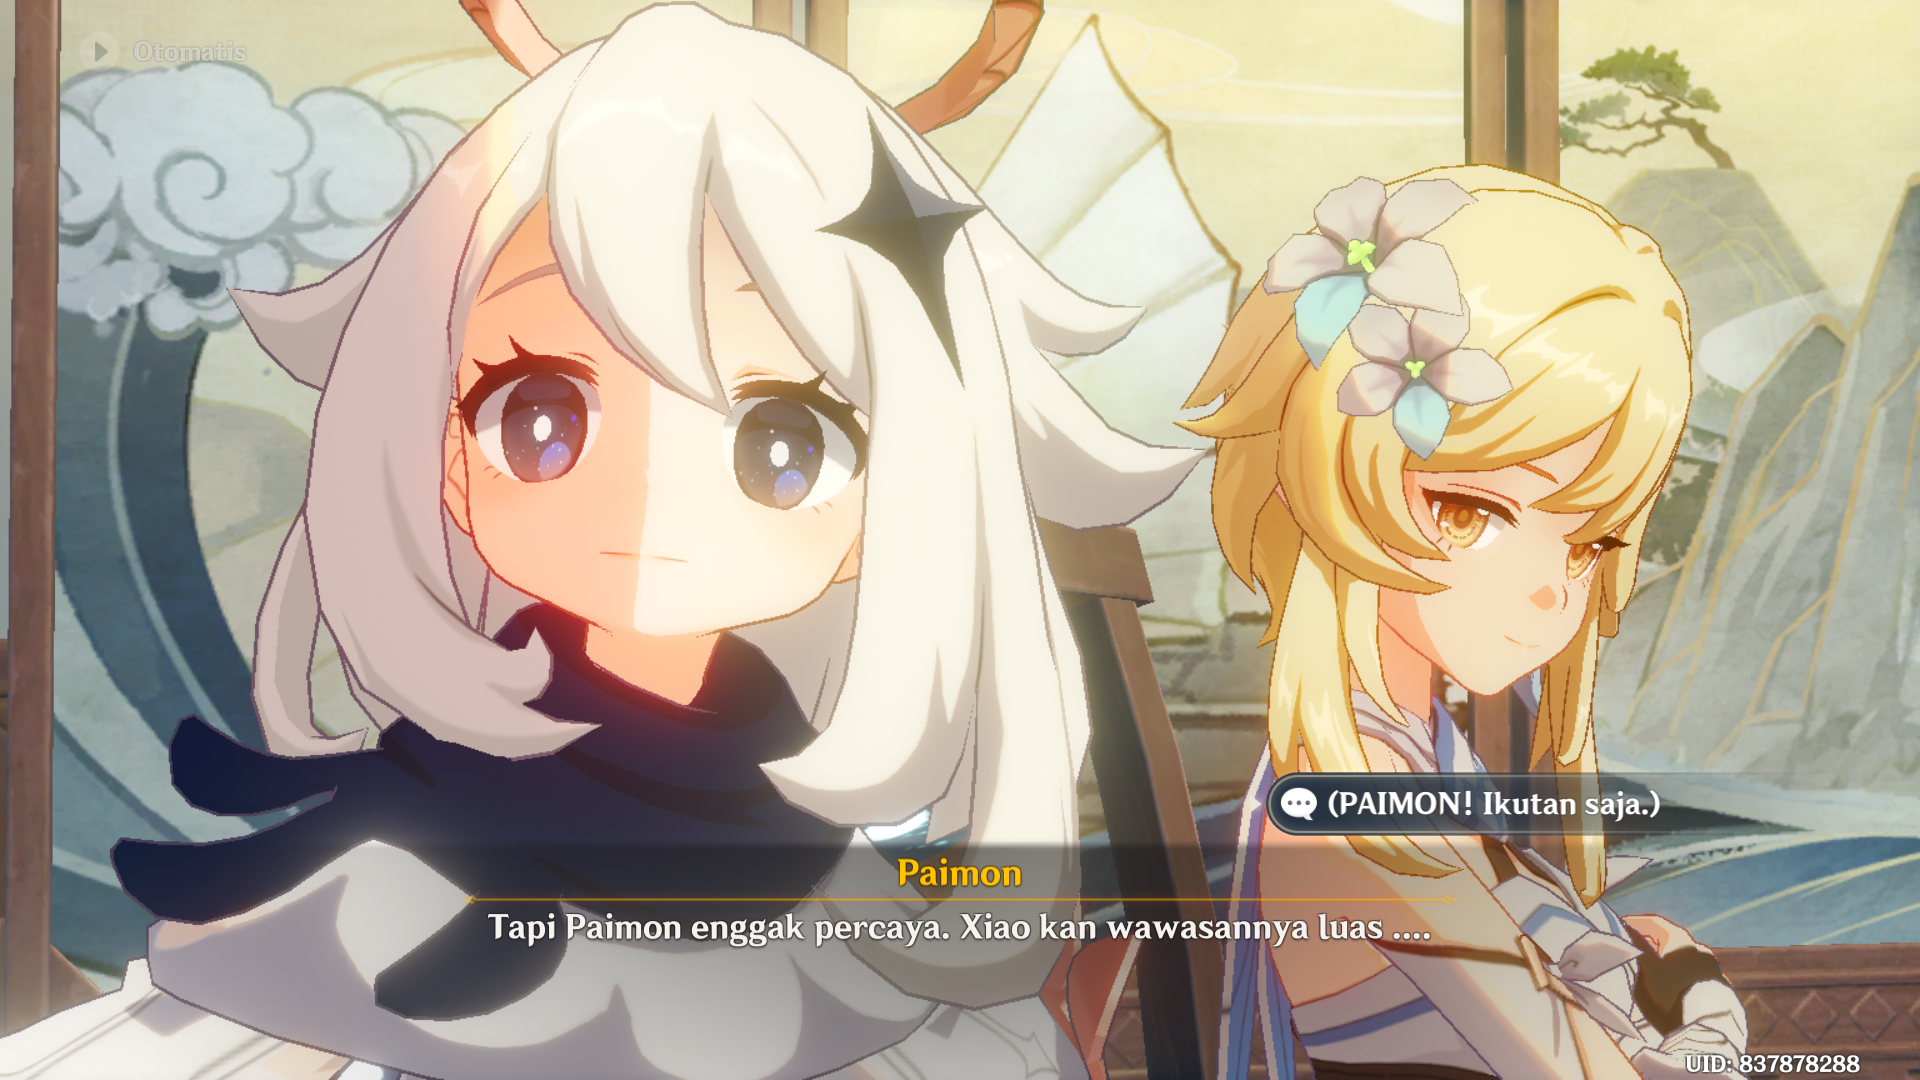 Otomatis
(PAIMON! Ikutan saja.)
Paimon
Tapi Paimon enggak percaya. Xiao kan wawasannya luas ....
UID: 837878288